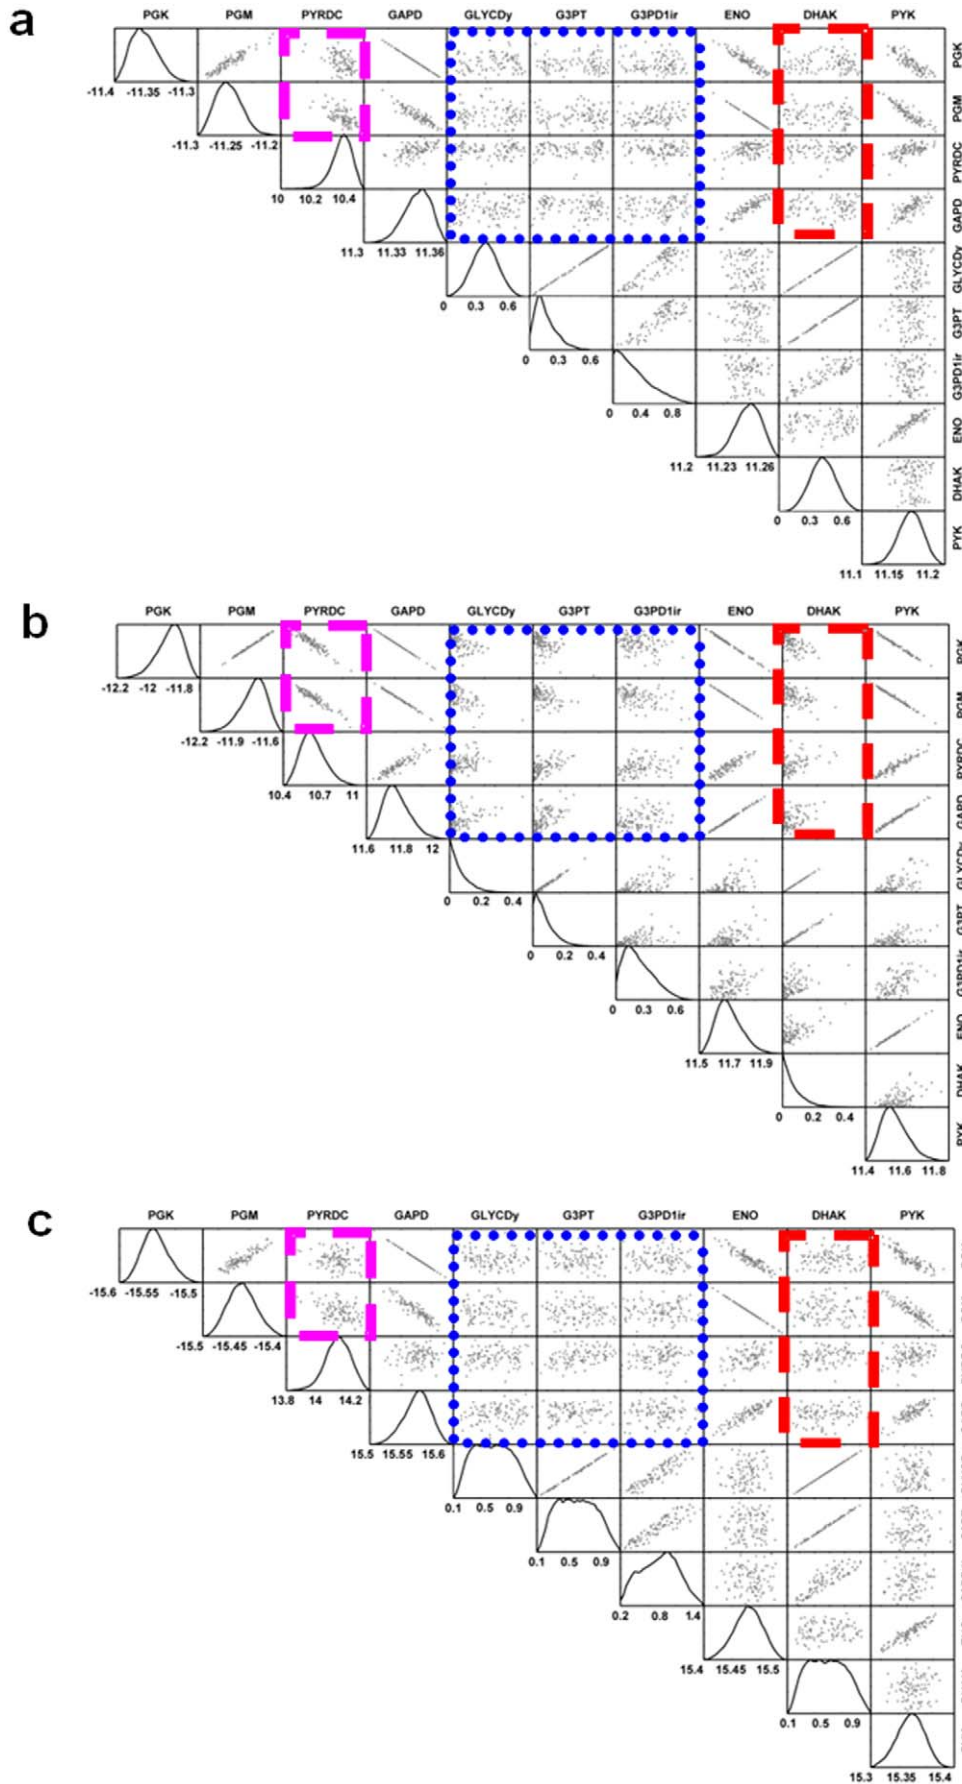 a
PGK PGM PYRDC GAPD GLYCDy G3PT G3PD1ir ENO DHAK PYK
PGK
-11.4 -11.35 -11.3
PGM
-11.3 -11.25 -11.2
PYRDC
10 10.2 10.4
GAPD
11.3 11.33 11.36
GLYCDy
0 0.3 0.6
G3PT
0 0.3 0.6
G3PD1ir
0 0.4 0.8
ENO
11.2 11.23 11.26
DHAK
0 0.3 0.6
PYK
11.1 11.15 11.2
b
PGK PGM PYRDC GAPD GLYCDy G3PT G3PD1ir ENO DHAK PYK
PGK
-12.2 -12 -11.8
PGM
-12.2 -11.9 -11.6
PYRDC
10.4 10.7 11
GAPD
11.6 11.8 12
GLYCDy
0 0.2 0.4
G3PT
0 0.2 0.4
G3PD1ir
0 0.3 0.6
ENO
11.5 11.7 11.9
DHAK
0 0.2 0.4
PYK
11.4 11.6 11.8
c
PGK PGM PYRDC GAPD GLYCDy G3PT G3PD1ir ENO DHAK PYK
-15.6 -15.55 -15.5
-15.5 -15.45 -15.4
13.8 14 14.2
15.5 15.55 15.6
0.1 0.5 0.9
0.1 0.5 0.9
0.2 0.8 1.4
15.4 15.45 15.5
0.1 0.5 0.9
15.3 15.35 15.4